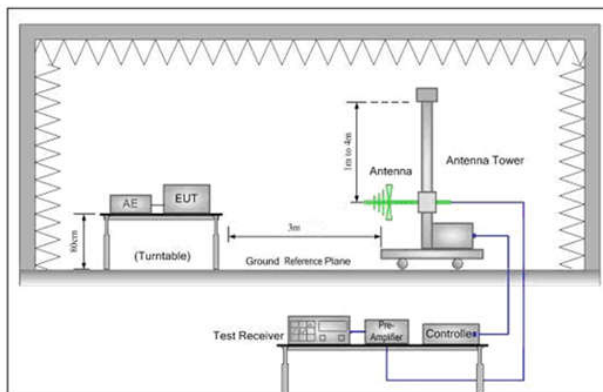 1m to 4m
Antenna
Antenna Tower
AE
EUT
80cm
(Turntable)
3m
Ground Reference Plane
Test Receiver
Pre-
Amplifier
Controller